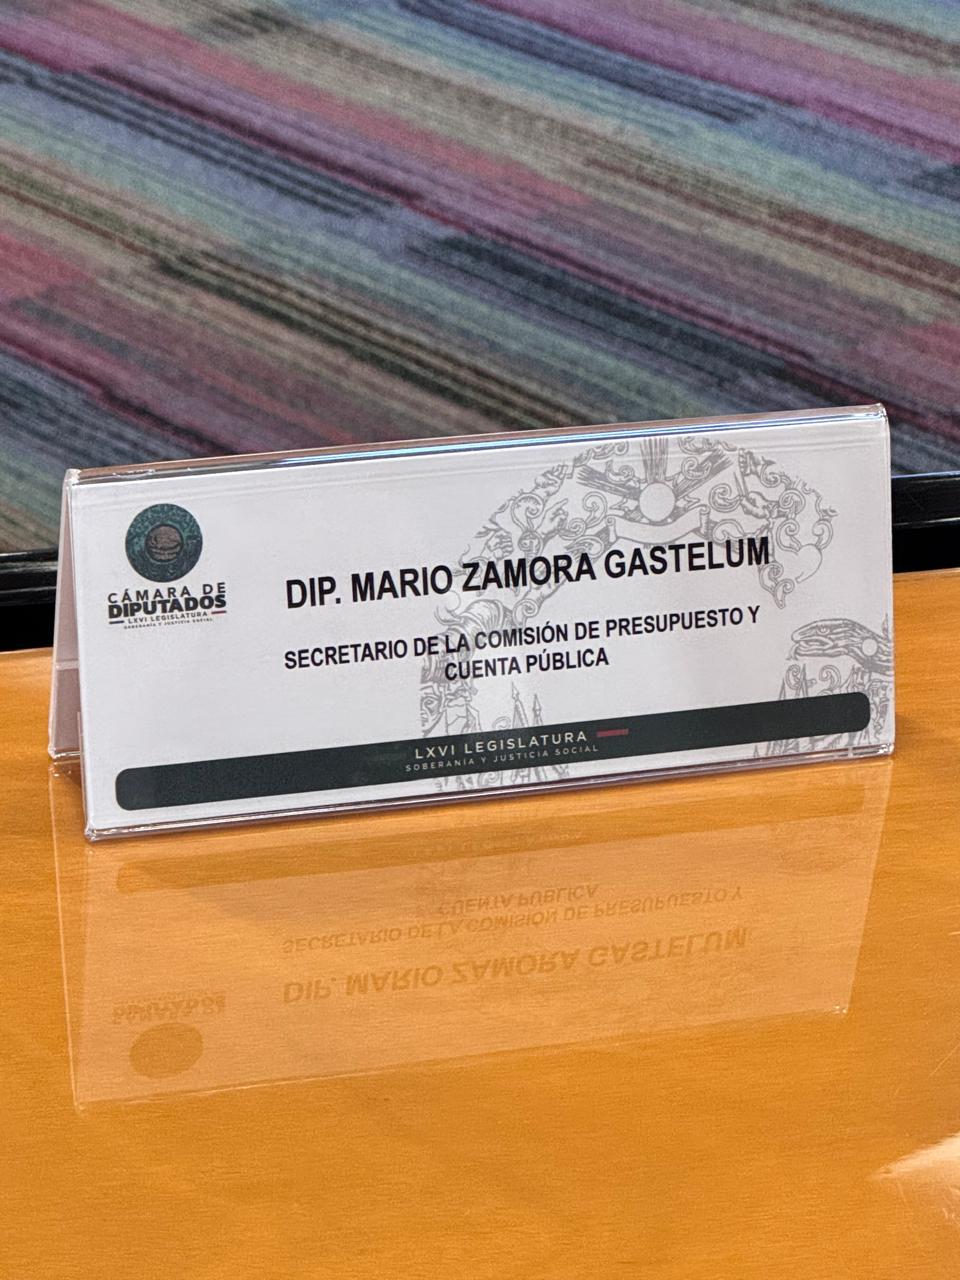 CÁMARA DE
DIPUTADOS
LXVI LEGISLATURA
SOBERANÍA Y JUSTICIA SOCIAL
DIP. MARIO ZAMORA GASTELUM
SECRETARIO DE LA COMISIÓN DE PRESUPUESTO Y
CUENTA PÚBLICA
LXVI LEGISLATURA
SOBERANÍA Y JUSTICIA SOCIAL